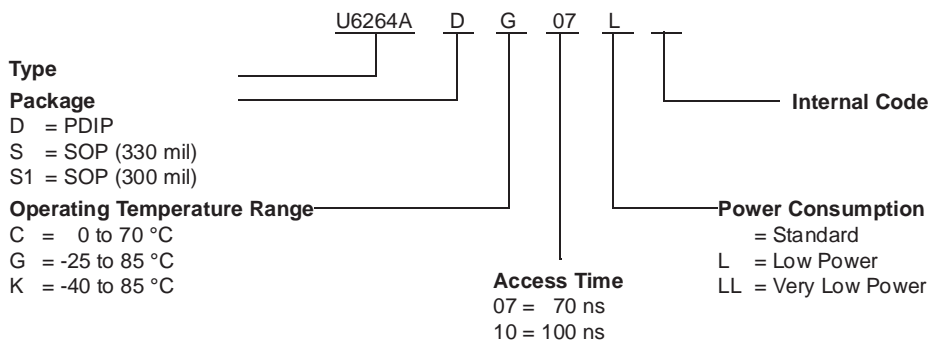 U6264A D G 07 L
Type
Package
D = PDIP
S = SOP (330 mil)
S1 = SOP (300 mil)
Internal Code
Operating Temperature Range
C = 0 to 70 °C
G = -25 to 85 °C
K = -40 to 85 °C
Access Time
07 = 70 ns
10 = 100 ns
Power Consumption
= Standard
L = Low Power
LL = Very Low Power